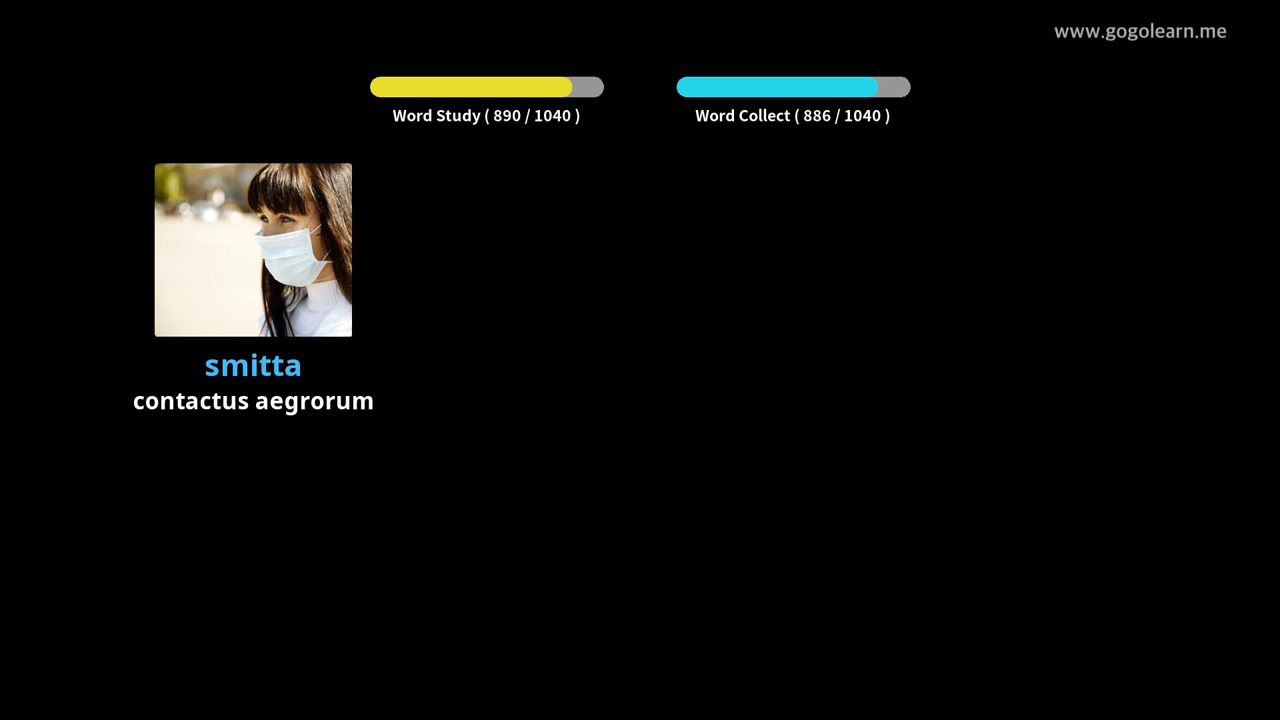 www.gogolearn.me
Word Study ( 890 / 1040 )
Word Collect ( 886 / 1040 )
smitta
contactus aegrorum